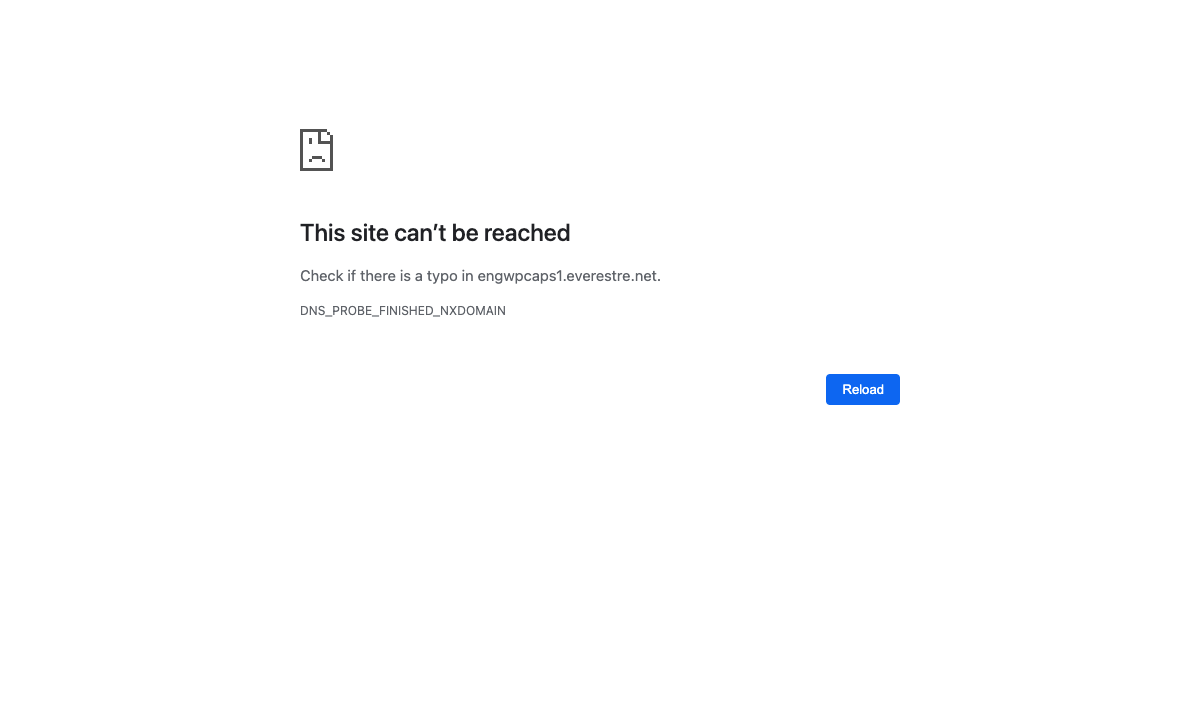 This site can’t be reached
Check if there is a typo in engwpcaps1.everestre.net.
DNS_PROBE_FINISHED_NXDOMAIN
Reload